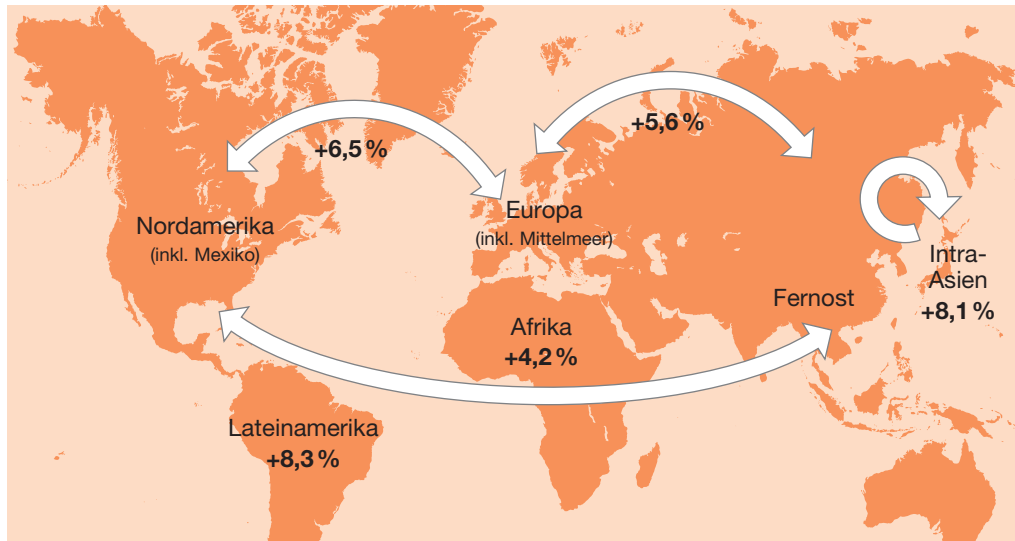 +5,6 %
+6,5 %
Nordamerika
(inkl. Mexiko)
Europa
(inkl. Mittelmeer)
Intra-
Asien
+8,1 %
Fernost
Afrika
+4,2 %
Lateinamerika
+8,3 %